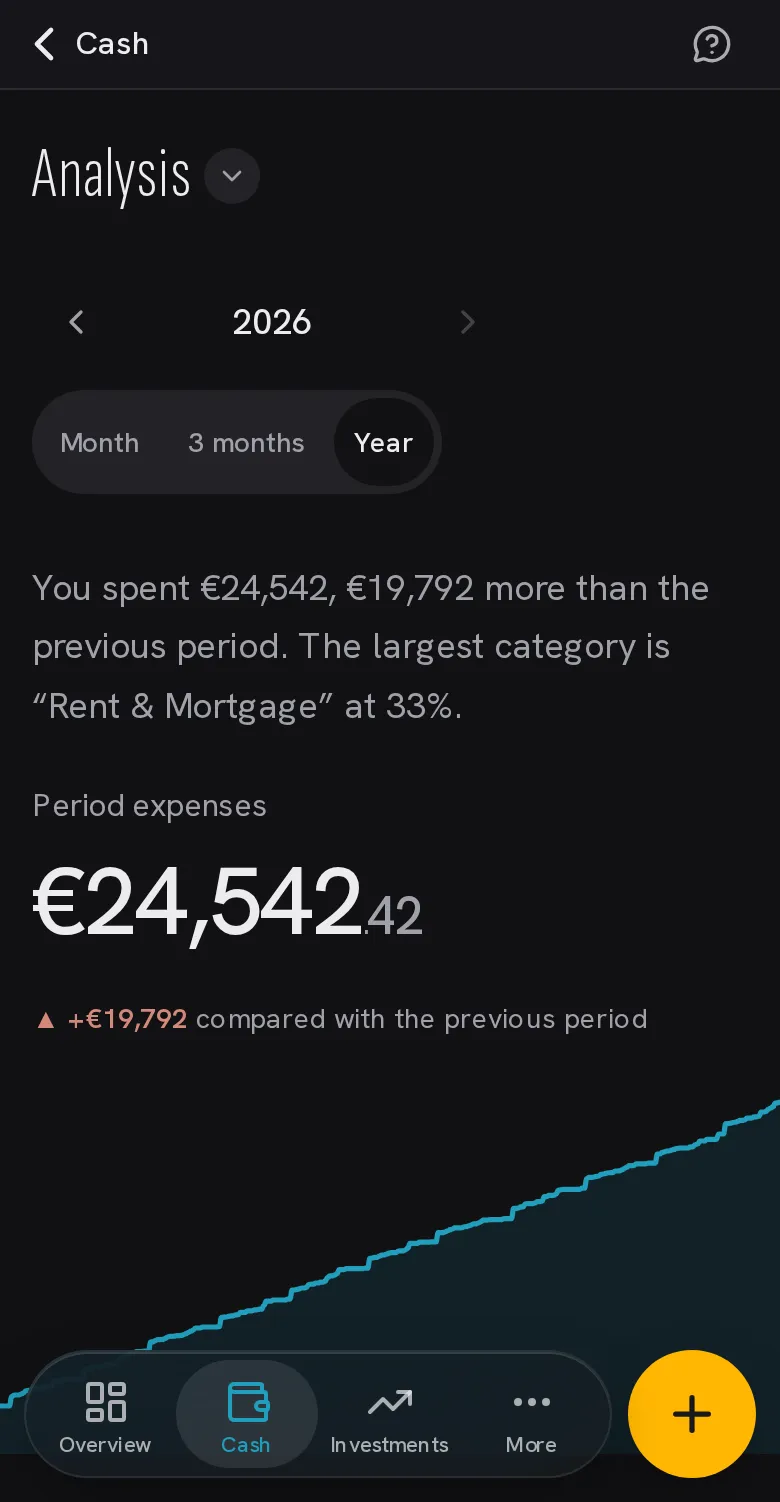 Cash
Analysis
2026
Month 3 months Year
You spent €24,542, €19,792 more than the
previous period. The largest category is
“Rent & Mortgage” at 33%.
Period expenses
€24,542.42
▲ +€19,792 compared with the previous period
Overview Cash Investments More